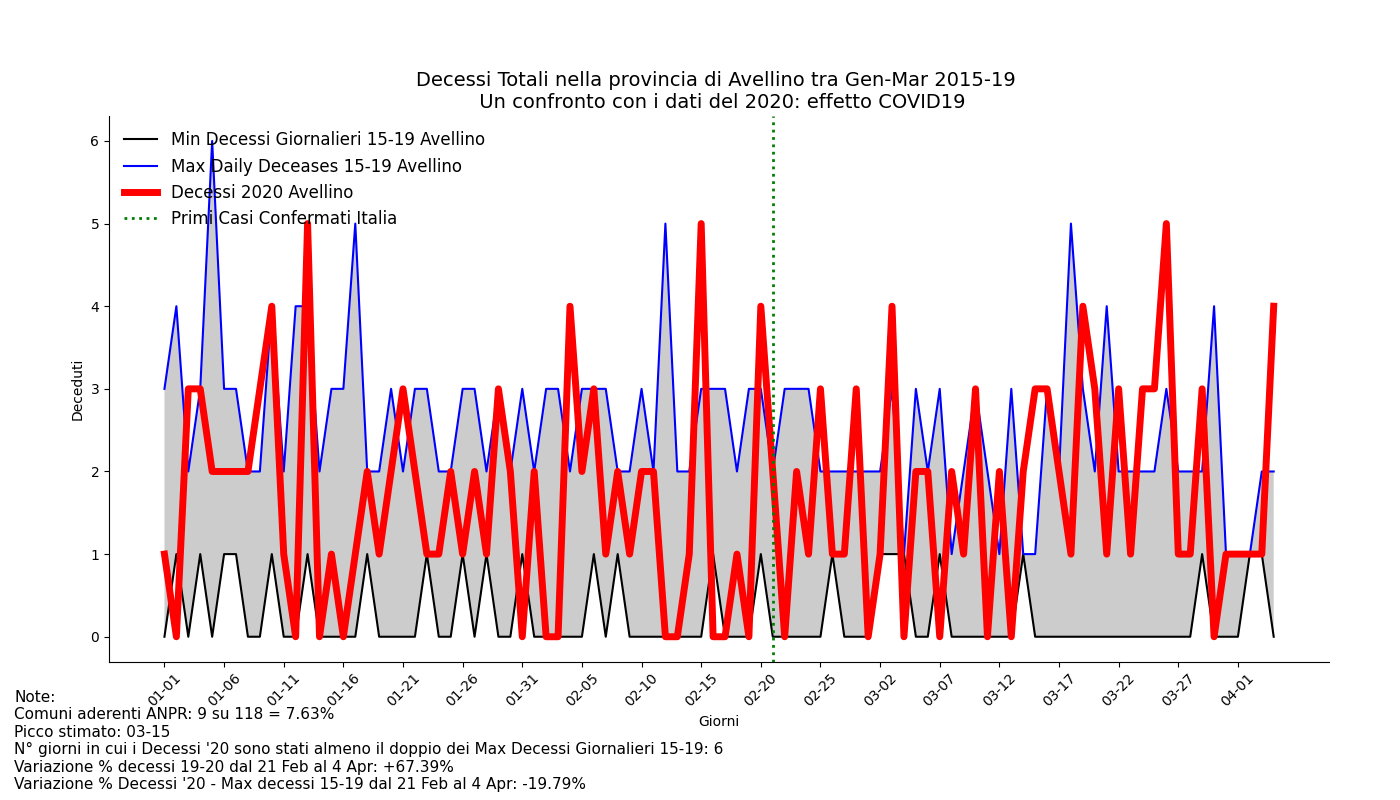 Decessi Totali nella provincia di Avellino tra Gen-Mar 2015-19
Un confronto con i dati del 2020: effetto COVID19
Min Decessi Giornalieri 15-19 Avellino
Max Daily Deceases 15-19 Avellino
Decessi 2020 Avellino
Primi Casi Confermati Italia
Deceduti
6
5
4
3
2
1
0
01-01 01-06 01-11 01-16 01-21 01-26 01-31 02-05 02-10 02-15 02-20 02-25 03-02 03-07 03-12 03-17 03-22 03-27 04-01
Giorni
Note:
Comuni aderenti ANPR: 9 su 118 = 7.63%
Picco stimato: 03-15
N° giorni in cui i Decessi '20 sono stati almeno il doppio dei Max Decessi Giornalieri 15-19: 6
Variazione % decessi 19-20 dal 21 Feb al 4 Apr: +67.39%
Variazione % Decessi '20 - Max decessi 15-19 dal 21 Feb al 4 Apr: -19.79%